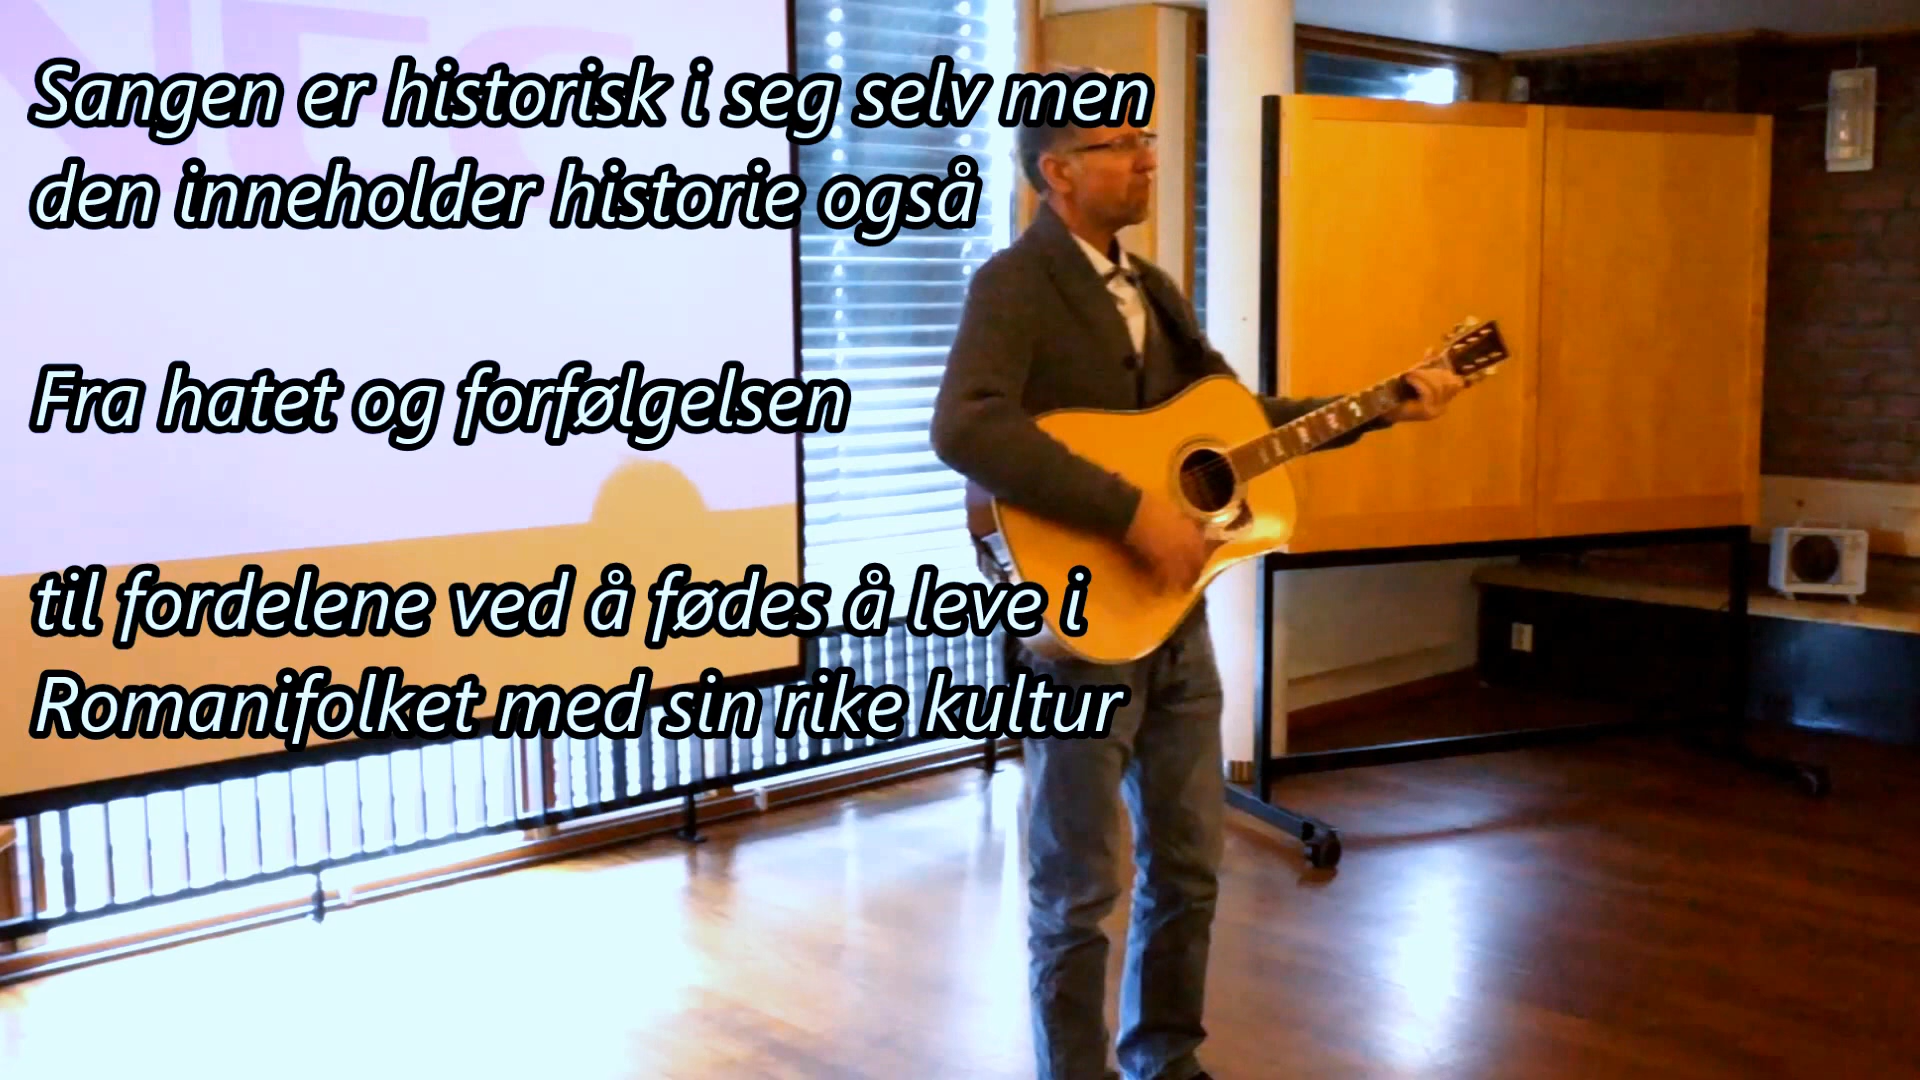 Sangen er historisk i seg selv men
den inneholder historie også
Fra hatet og forfølgelsen
til fordelene ved å fødes å leve i
Romanifolket med sin rike kultur